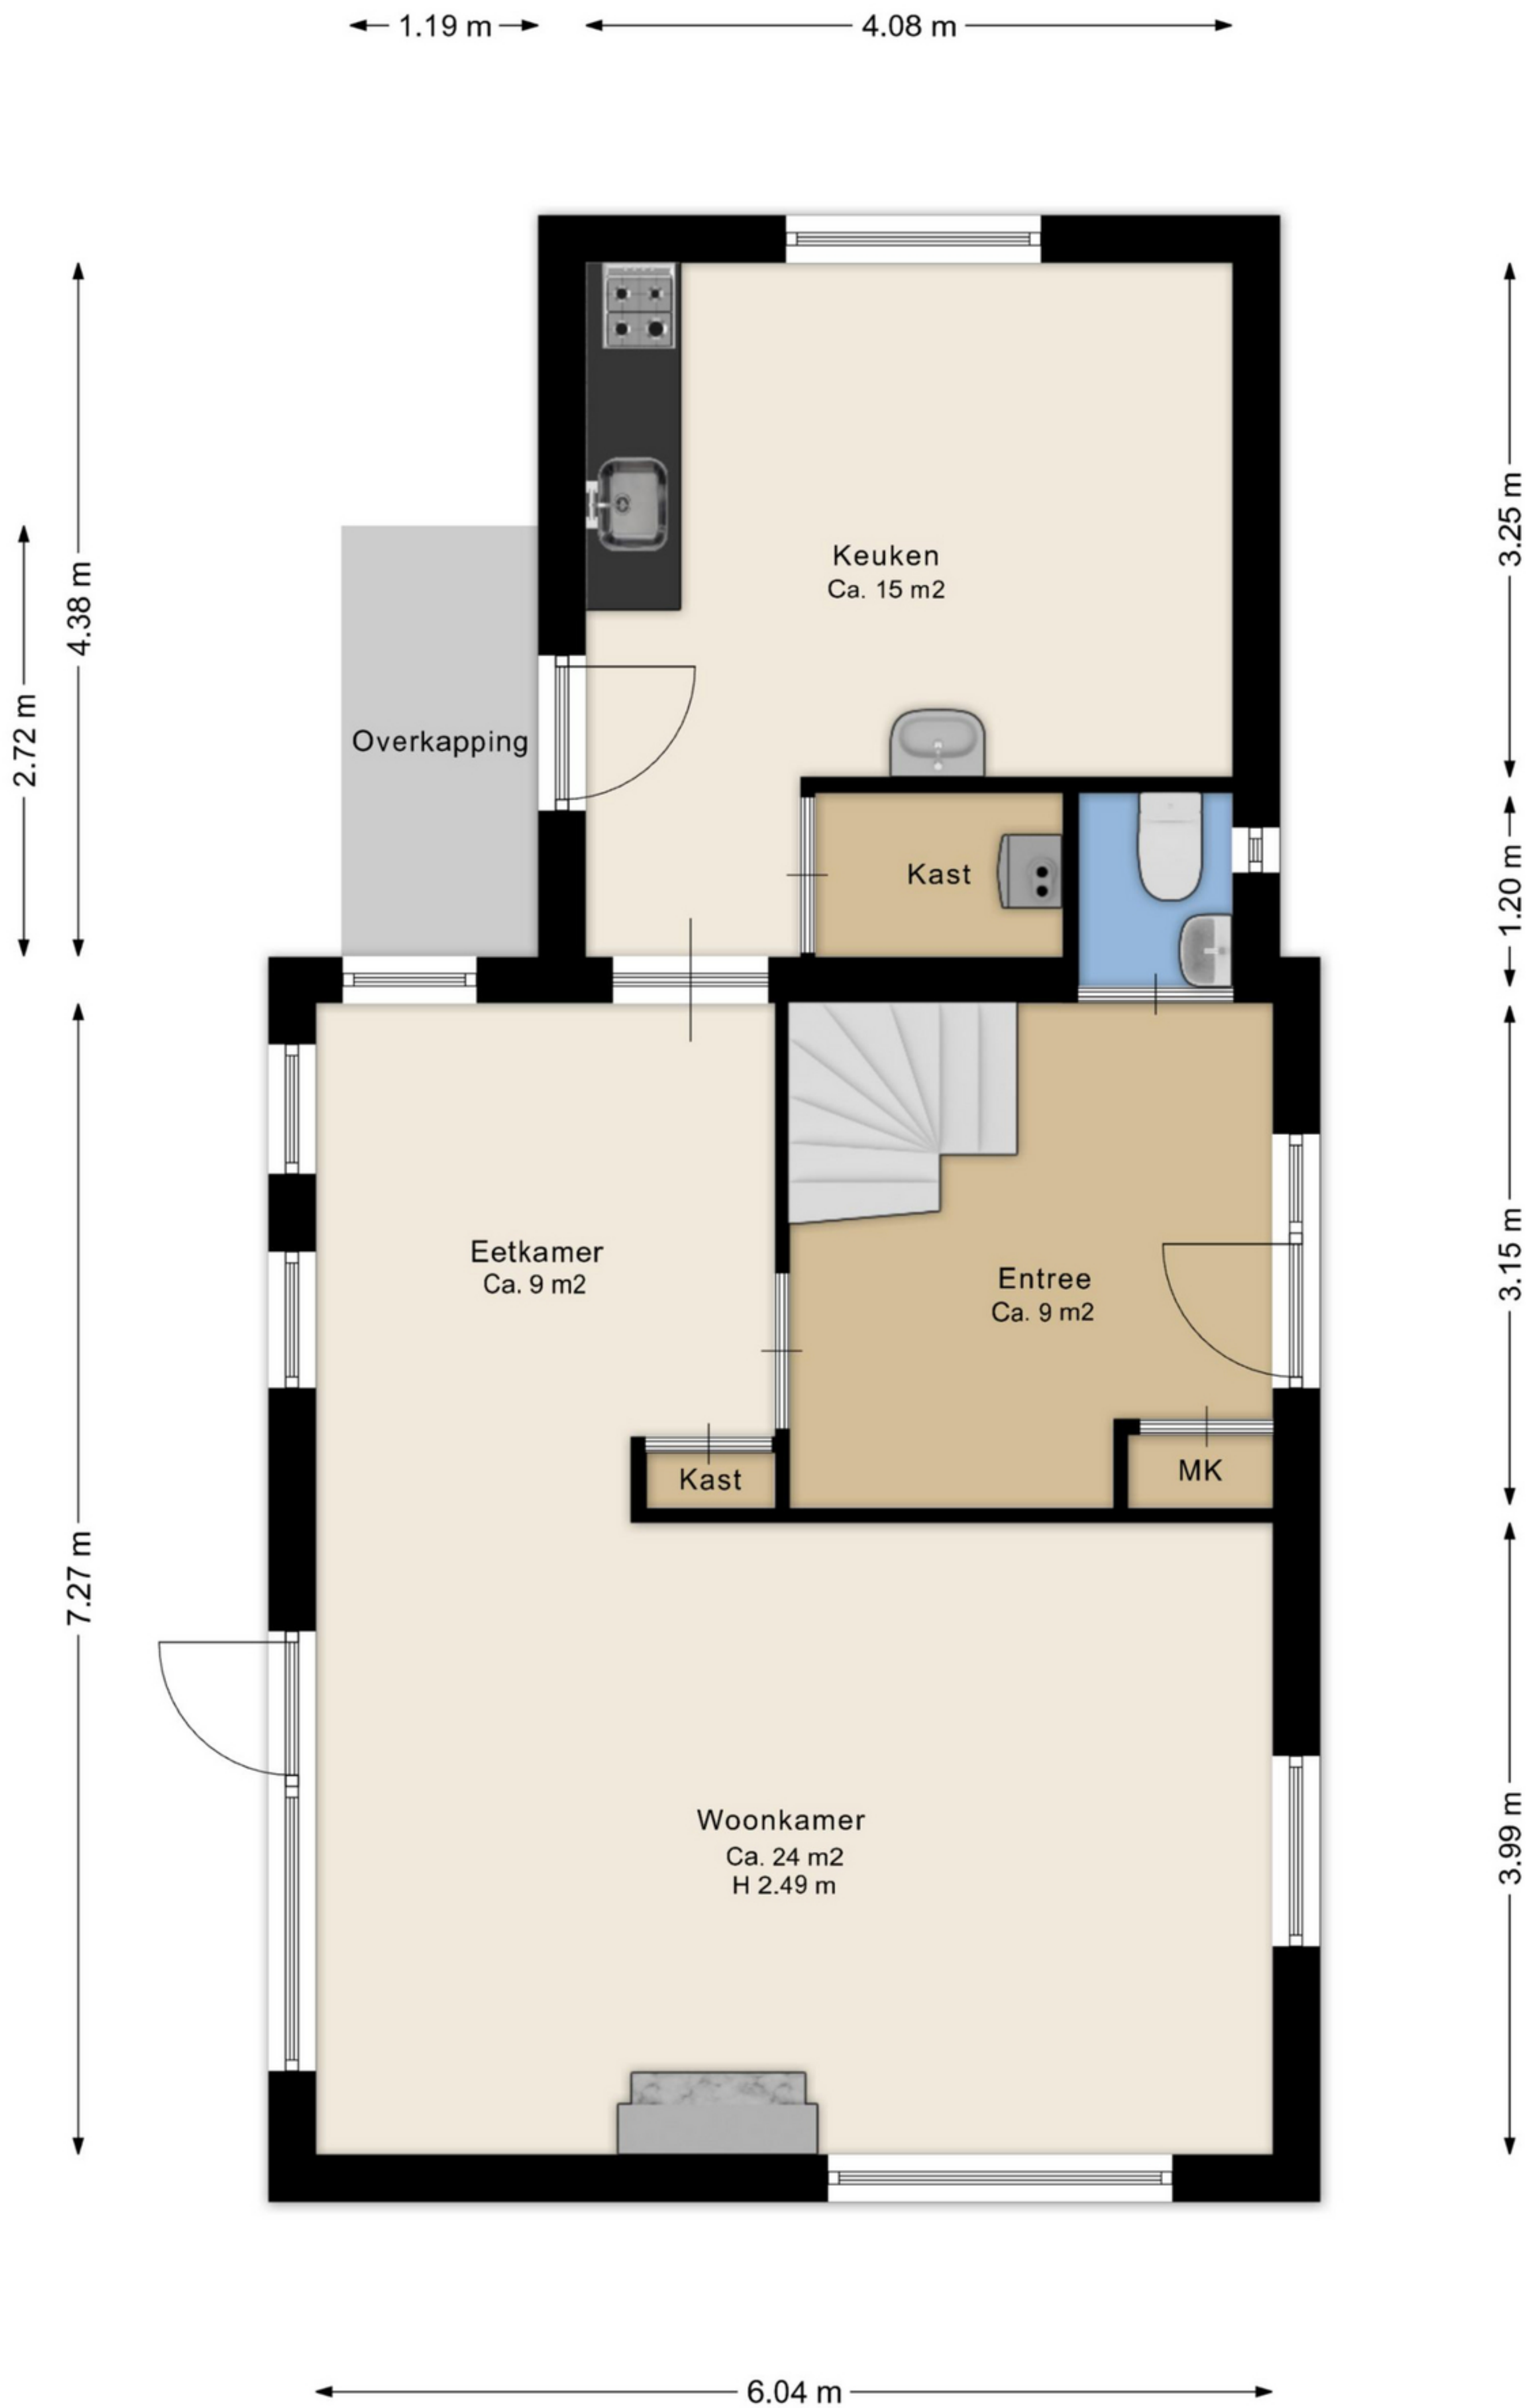 1.19 m
4.08 m
4.38 m
2.72 m
3.25 m
Keuken
Ca. 15 m2
Overkapping
Kast
1.20 m
Eetkamer
Ca. 9 m2
Entree
Ca. 9 m2
3.15 m
Kast
MK
7.27 m
Woonkamer
Ca. 24 m2
H 2.49 m
3.99 m
6.04 m